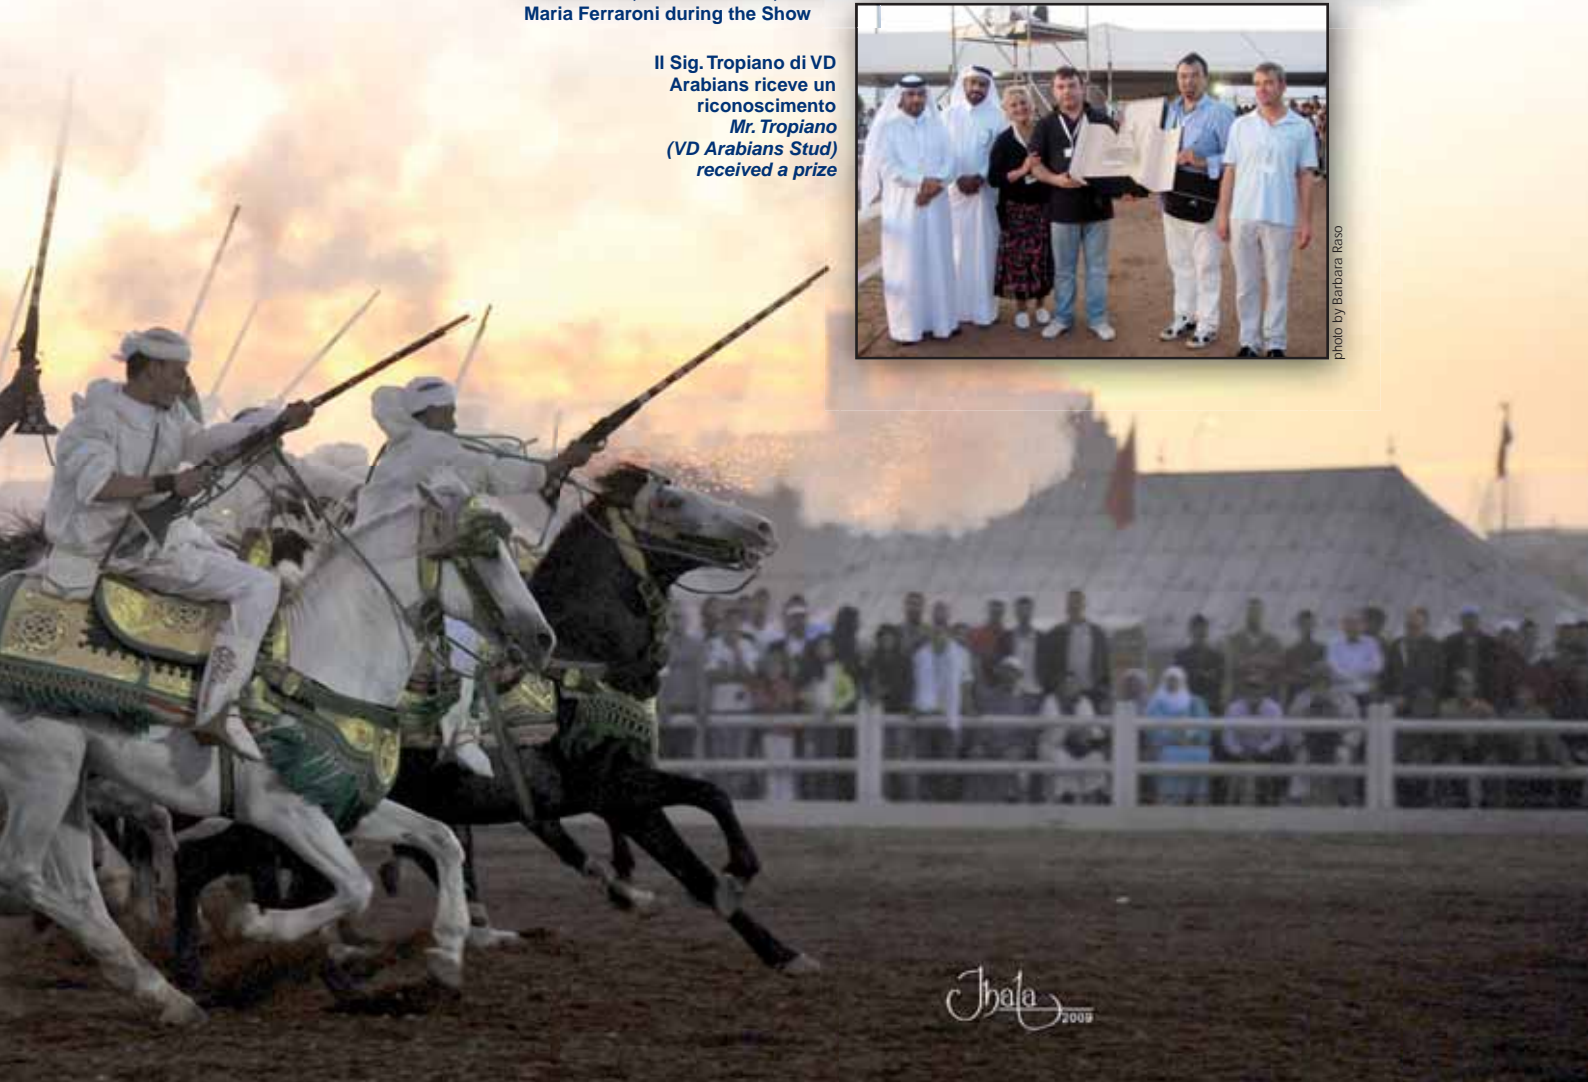 Maria Ferraroni during the Show
Il Sig. Tropiano di VD
Arabians riceve un
riconoscimento
Mr. Tropiano
(VD Arabians Stud)
received a prize
photo by Barbara Raso
2009